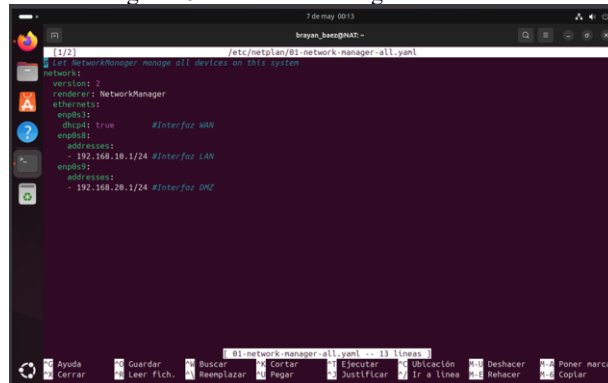 7 de may 00:13
brayan_baez@NAT: ~
[1/2] /etc/netplan/01-network-manager-all.yaml
# Let NetworkManager manage all devices on this system
network:
version: 2
renderer: NetworkManager
ethernets:
enp0s3:
dhcp4: true #Interfaz WAN
enp0s8:
addresses:
- 192.168.10.1/24 #Interfaz LAN
enp0s9:
addresses:
- 192.168.20.1/24 #Interfaz DMZ
[ 01-network-manager-all.yaml -- 13 líneas ]
^G Ayuda ^O Guardar ^W Buscar ^K Cortar ^T Ejecutar ^C Ubicación M-U Deshacer M-A Poner marca
^X Cerrar ^R Leer fich. ^\ Reemplazar ^U Pegar ^J Justificar ^/ Ir a línea M-E Rehacer M-6 Copiar